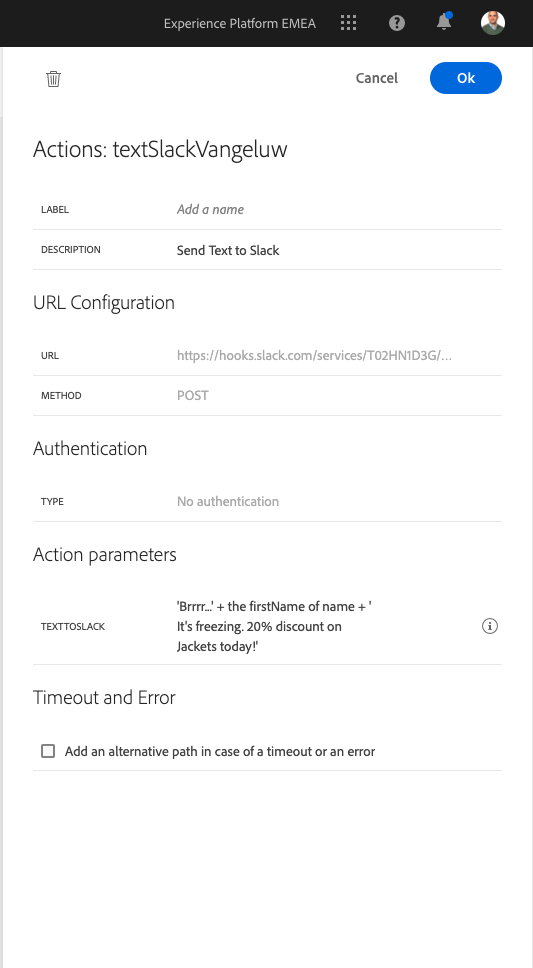 Experience Platform EMEA
Cancel
Ok
Actions: textSlackVangeluw
LABEL
Add a name
DESCRIPTION
Send Text to Slack
URL Configuration
URL
https://hooks.slack.com/services/T02HN1D3G/...
METHOD
POST
Authentication
TYPE
No authentication
Action parameters
TEXTTOSLACK
'Brrrr...' + the firstName of name + '
It's freezing. 20% discount on
Jackets today!'
Timeout and Error
Add an alternative path in case of a timeout or an error